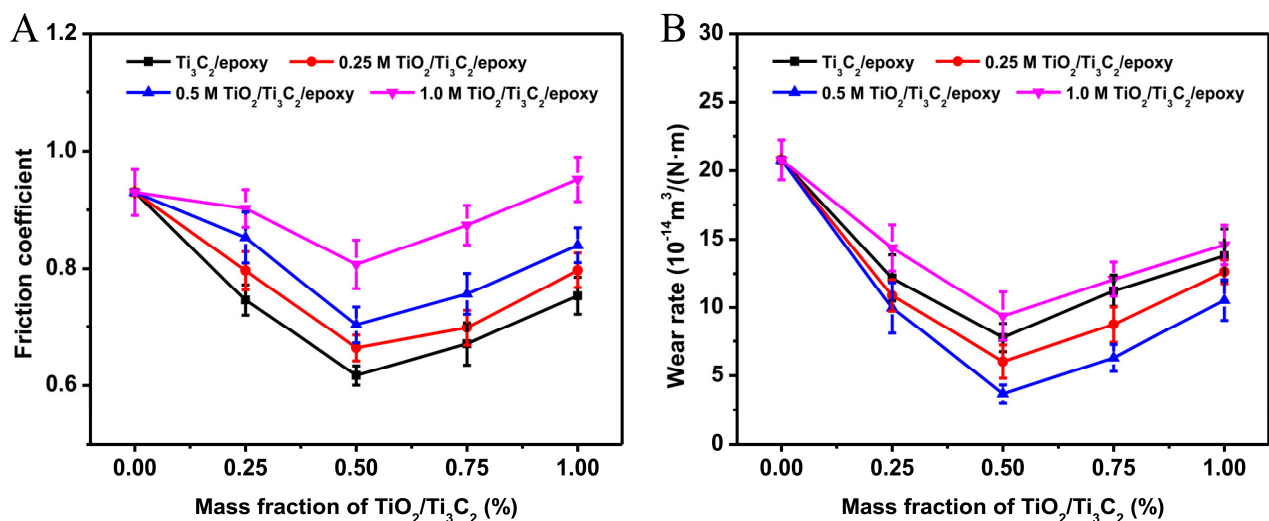 A
1.2
1.0
0.8
0.6
Friction coefficient
Ti₃C₂/epoxy 0.25 M TiO₂/Ti₃C₂/epoxy
0.5 M TiO₂/Ti₃C₂/epoxy 1.0 M TiO₂/Ti₃C₂/epoxy
0.00 0.25 0.50 0.75 1.00
Mass fraction of TiO₂/Ti₃C₂ (%)
B
30
25
20
15
10
5
0
Wear rate (10⁻¹⁴m³/(N·m)
Ti₃C₂/epoxy 0.25 M TiO₂/Ti₃C₂/epoxy
0.5 M TiO₂/Ti₃C₂/epoxy 1.0 M TiO₂/Ti₃C₂/epoxy
0.00 0.25 0.50 0.75 1.00
Mass fraction of TiO₂/Ti₃C₂ (%)